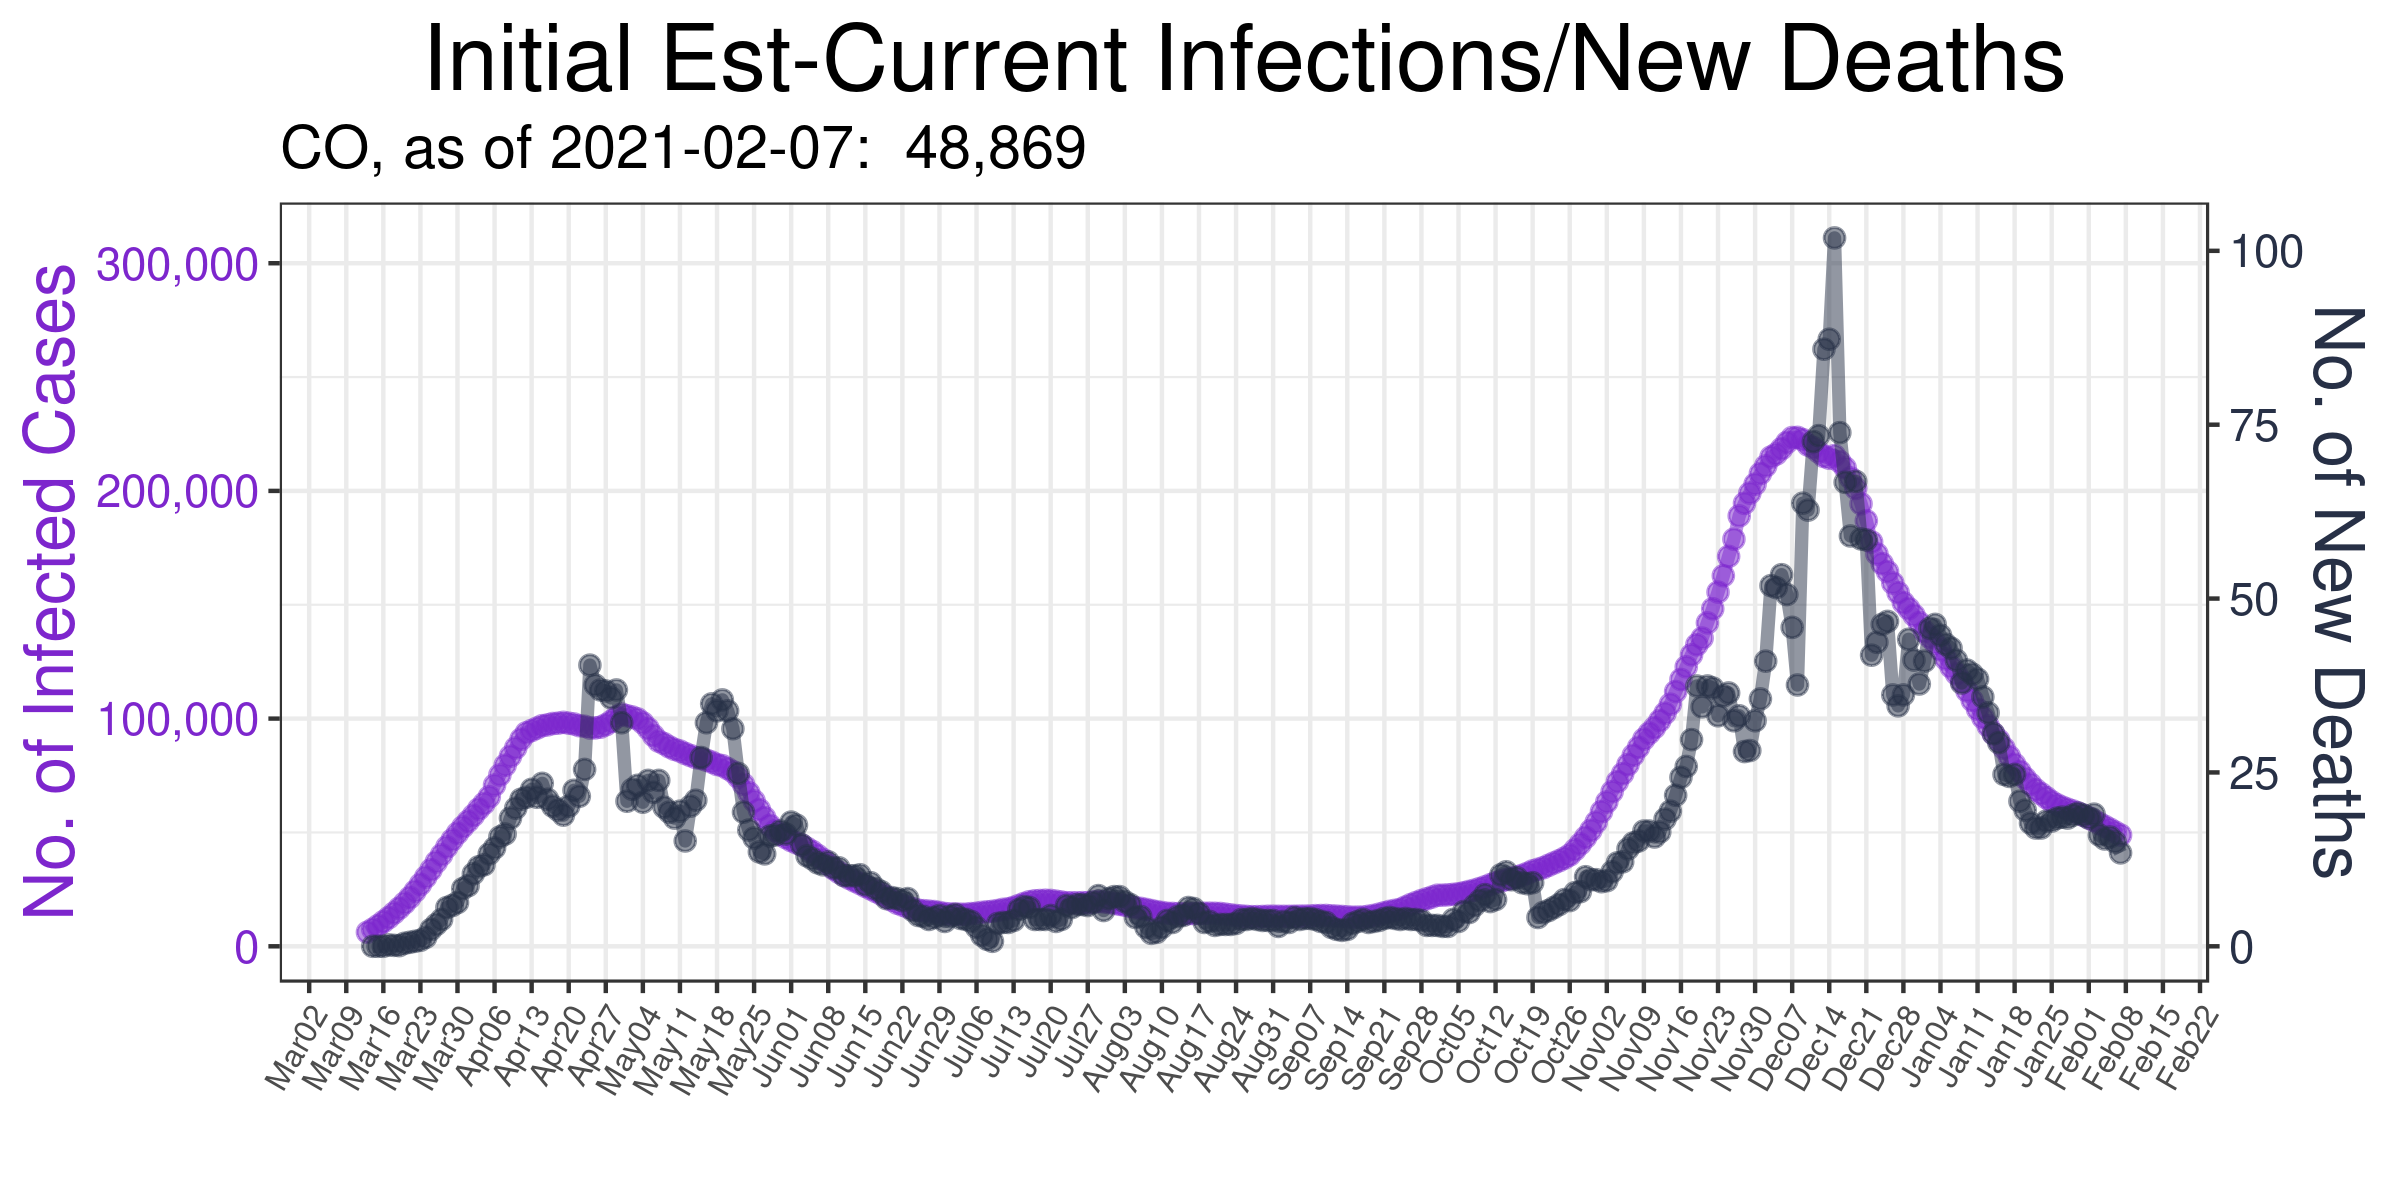 Initial Est-Current Infections/New Deaths
CO, as of 2021-02-07:  48,869
No. of Infected Cases
300,000
200,000
100,000
0
100
75
50
25
0
No. of New Deaths
Mar02
Mar09
Mar16
Mar23
Mar30
Apr06
Apr13
Apr20
Apr27
May04
May11
May18
May25
Jun01
Jun08
Jun15
Jun22
Jun29
Jul06
Jul13
Jul20
Jul27
Aug03
Aug10
Aug17
Aug24
Aug31
Sep07
Sep14
Sep21
Sep28
Oct05
Oct12
Oct19
Oct26
Nov02
Nov09
Nov16
Nov23
Nov30
Dec07
Dec14
Dec21
Dec28
Jan04
Jan11
Jan18
Jan25
Feb01
Feb08
Feb15
Feb22